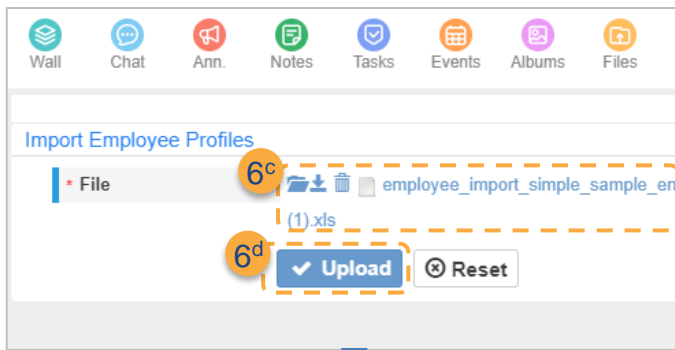 Wall Chat Ann. Notes Tasks Events Albums Files
Import Employee Profiles
6c
* File employee_import_simple_sample_en
(1).xls
6d
Upload Reset